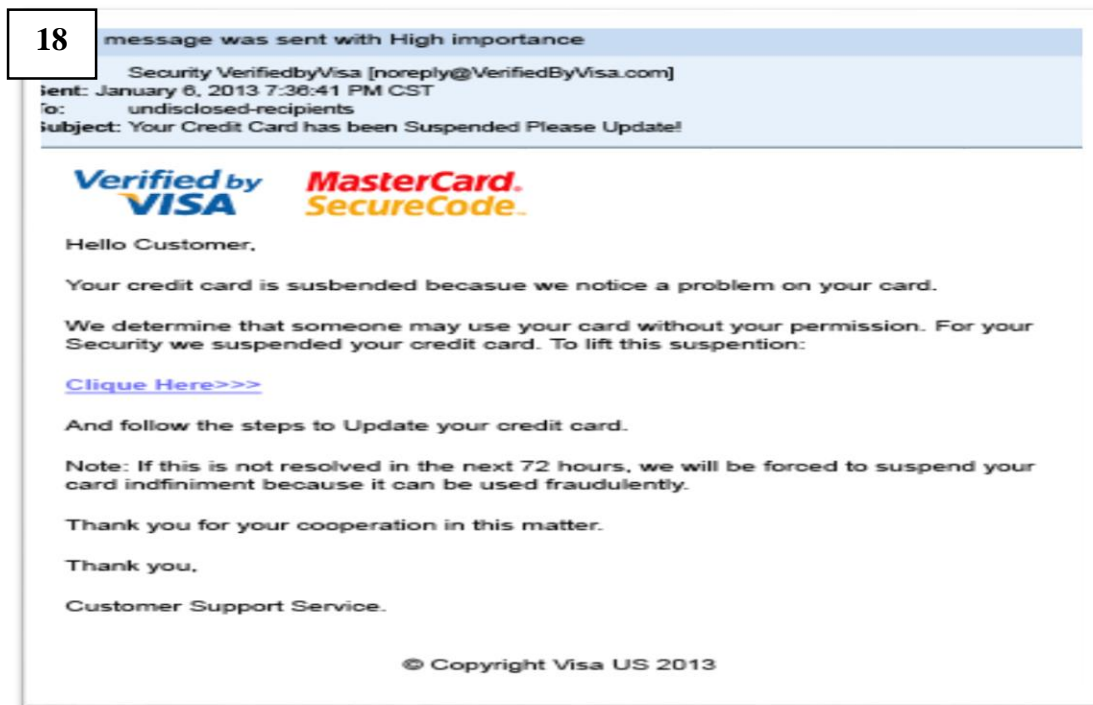 18
message was sent with High importance
Security VerifiedbyVisa [noreply@VerifiedByVisa.com]
Sent: January 6, 2013 7:36:41 PM CST
To: undisclosed-recipients
Subject: Your Credit Card has been Suspended Please Update!
Verified by MasterCard.
VISA SecureCode.
Hello Customer,
Your credit card is susbended becasue we notice a problem on your card.
We determine that someone may use your card without your permission. For your
Security we suspended your credit card. To lift this suspention:
Clique Here>>>
And follow the steps to Update your credit card.
Note: If this is not resolved in the next 72 hours, we will be forced to suspend your
card indfiniment because it can be used fraudulently.
Thank you for your cooperation in this matter.
Thank you,
Customer Support Service.
© Copyright Visa US 2013